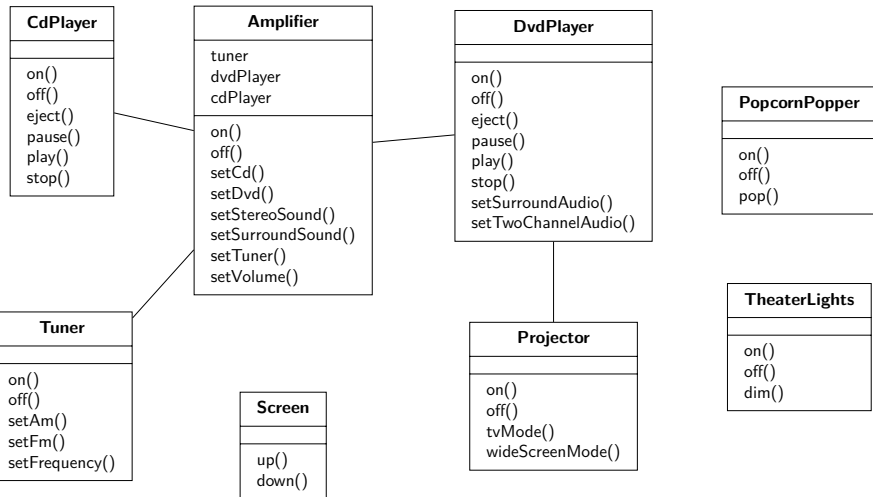 CdPlayer
on()
off()
eject()
pause()
play()
stop()
Amplifier
tuner
dvdPlayer
cdPlayer
on()
off()
setCd()
setDvd()
setStereoSound()
setSurroundSound()
setTuner()
setVolume()
DvdPlayer
on()
off()
eject()
pause()
play()
stop()
setSurroundAudio()
setTwoChannelAudio()
PopcornPopper
on()
off()
pop()
Tuner
on()
off()
setAm()
setFm()
setFrequency()
Screen
up()
down()
Projector
on()
off()
tvMode()
wideScreenMode()
TheaterLights
on()
off()
dim()